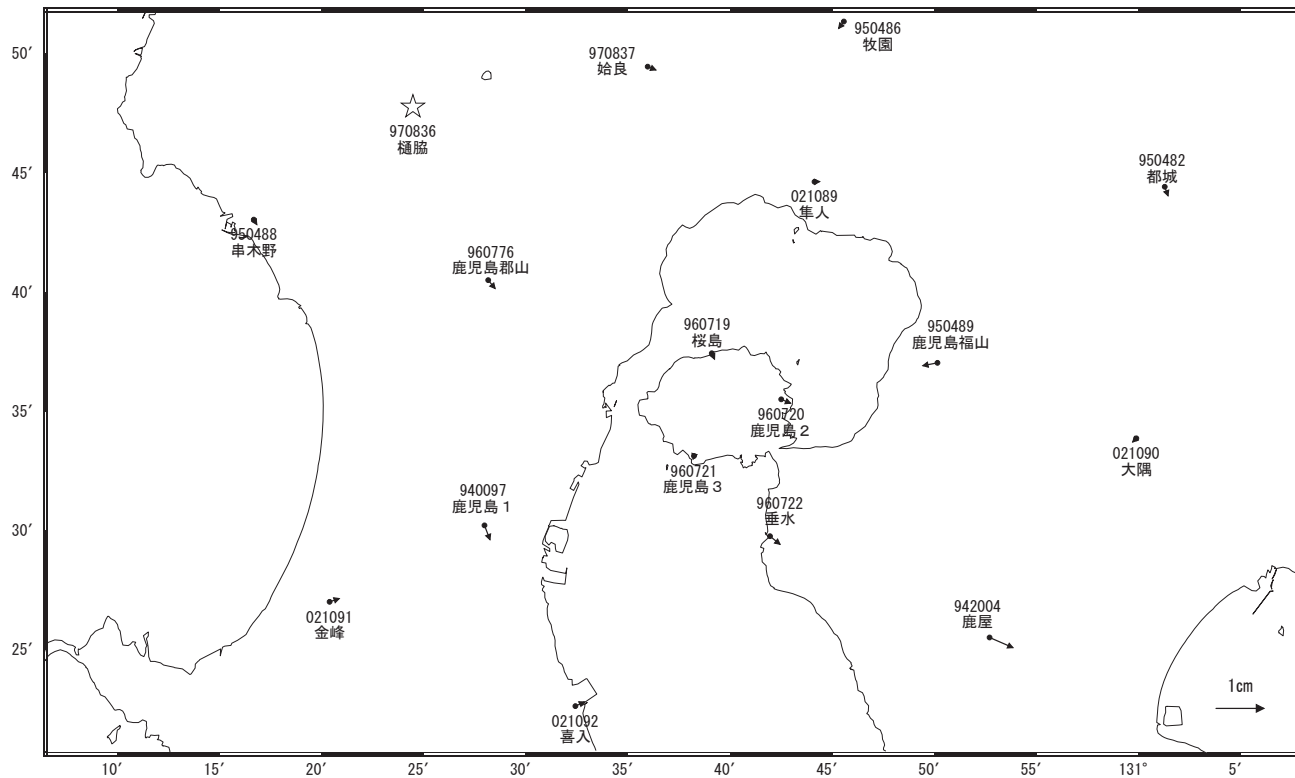 50′
950486
牧園
970837
姶良
970836
樋脇
45′
950482
都城
021089
隼人
950488
串木野
960776
鹿児島郡山
40′
960719
桜島
950489
鹿児島福山
35′
960720
鹿児島２
021090
大隅
960721
鹿児島３
940097
鹿児島１
960722
垂水
30′
021091
金峰
942004
鹿屋
25′
1cm
021092
喜入
10′ 15′ 20′ 25′ 30′ 35′ 40′ 45′ 50′ 55′ 131° 5′